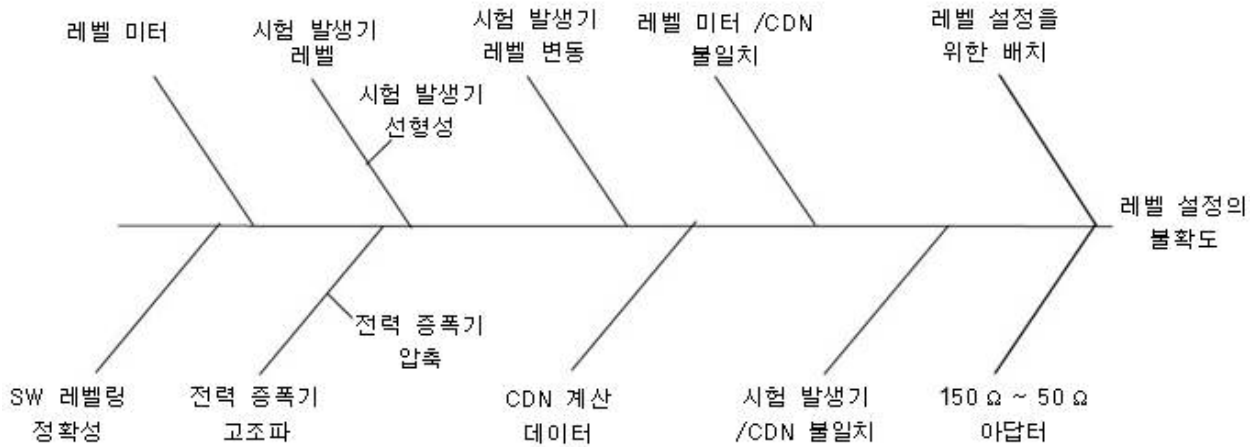 레벨 미터
시험 발생기
레벨
시험 발생기
선형성
시험 발생기
레벨 변동
레벨 미터 /CDN
불일치
레벨 설정을
위한 배치
레벨 설정의
불확도
SW 레벨링
정확성
전력 증폭기
고조파
전력 증폭기
압축
CDN 계산
데이터
시험 발생기
/CDN 불일치
150 Ω ~ 50 Ω
아답터